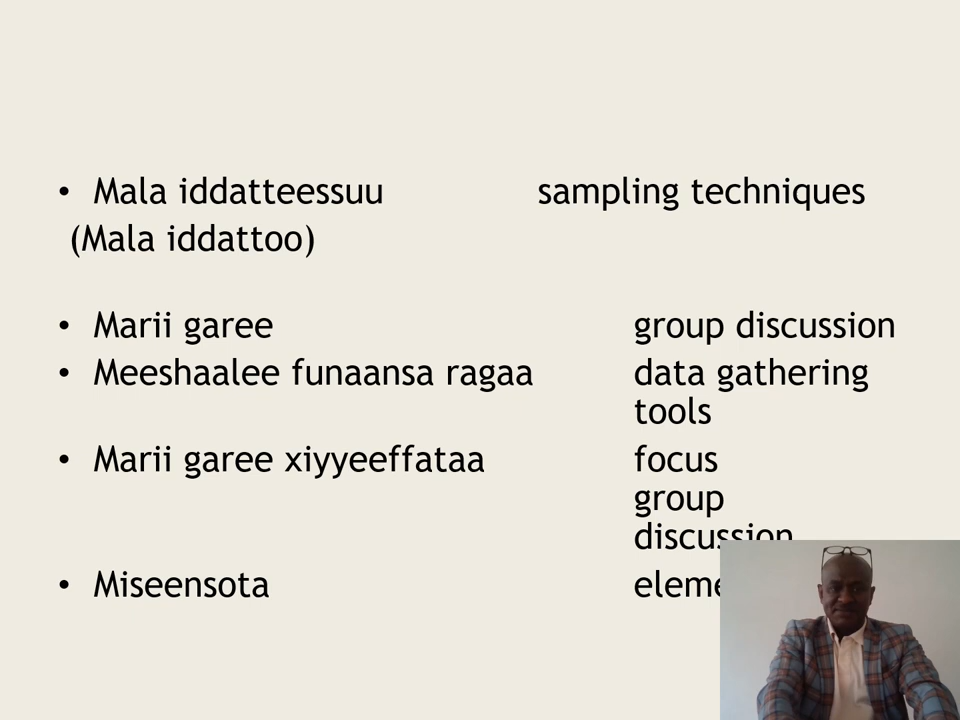 • Mala iddatteessuu sampling techniques
(Mala iddattoo)
• Marii garee group discussion
• Meeshaalee funaansa ragaa data gathering
tools
• Marii garee xiyyeeffataa focus
group
discussion
• Miseensota